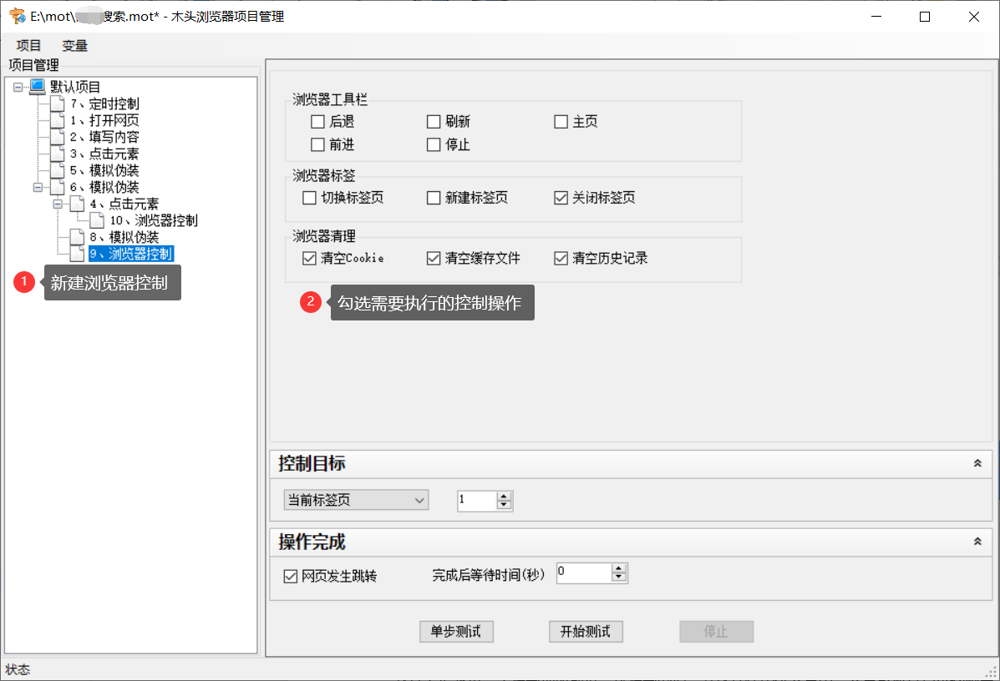 E:\mot\搜索.mot* - 木头浏览器项目管理
项目 变量
项目管理
默认项目
7、定时控制
1、打开网页
2、填写内容
3、点击元素
5、模拟伪装
6、模拟伪装
4、点击元素
10、浏览器控制
8、模拟伪装
9、浏览器控制
1 新建浏览器控制
浏览器工具栏
后退 刷新 主页
前进 停止
浏览器标签
切换标签页 新建标签页 关闭标签页
浏览器清理
清空Cookie 清空缓存文件 清空历史记录
2 勾选需要执行的控制操作
控制目标
当前标签页 1
操作完成
网页发生跳转 完成后等待时间(秒) 0
单步测试 开始测试 停止
状态